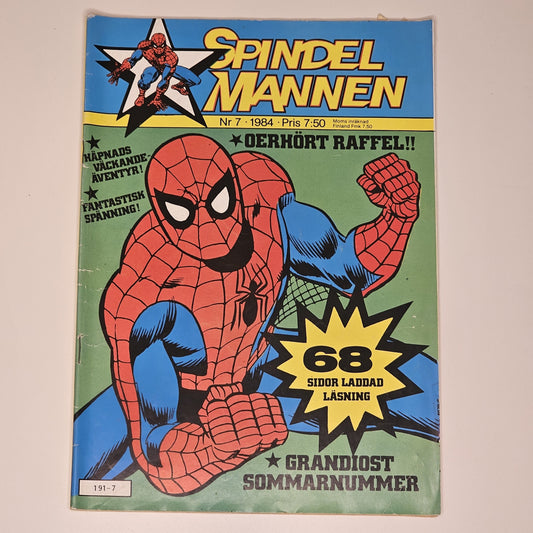 SPINDEL
MANNEN
Nr 7 · 1984 · Pris 7:50
Moms inräknad
Finland Fmk 7:50
OERHÖRT RAFFEL!!
HÄPNADS
VÄCKANDE-
ÄVENTYR!
FANTASTISK
SPÄNNING!
68
SIDOR LADDAD
LÄSNING
GRANDIOST
SOMMARNUMMER
191-7